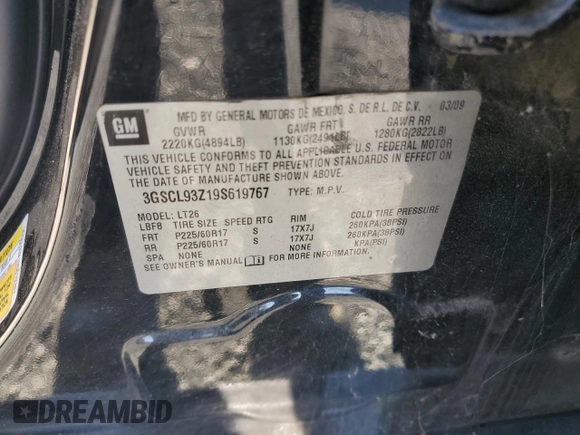 GM
MFD BY GENERAL MOTORS DE MEXICO, S. DE R.L. DE C.V. 03/09
GVWR GAWR FRT GAWR RR
2220KG(4894LB) 1130KG(2491LB) 1280KG(2822LB)
THIS VEHICLE CONFORMS TO ALL APPLICABLE U.S. FEDERAL MOTOR
VEHICLE SAFETY AND THEFT PREVENTION STANDARDS IN EFFECT ON
THE DATE OF MANUFACTURE SHOWN ABOVE.
3GSCL93Z19S619767 TYPE: M.P.V.
MODEL: LT26
LBFB TIRE SIZE SPEED RTG RIM COLD TIRE PRESSURE
FRT P225/60R17 S 17X7J 260KPA(38PSI)
RR P225/60R17 S 17X7J 260KPA(38PSI)
SPA NONE NONE KPA(PSI)
SEE OWNER'S MANUAL FOR MORE INFORMATION.
DREAMBID